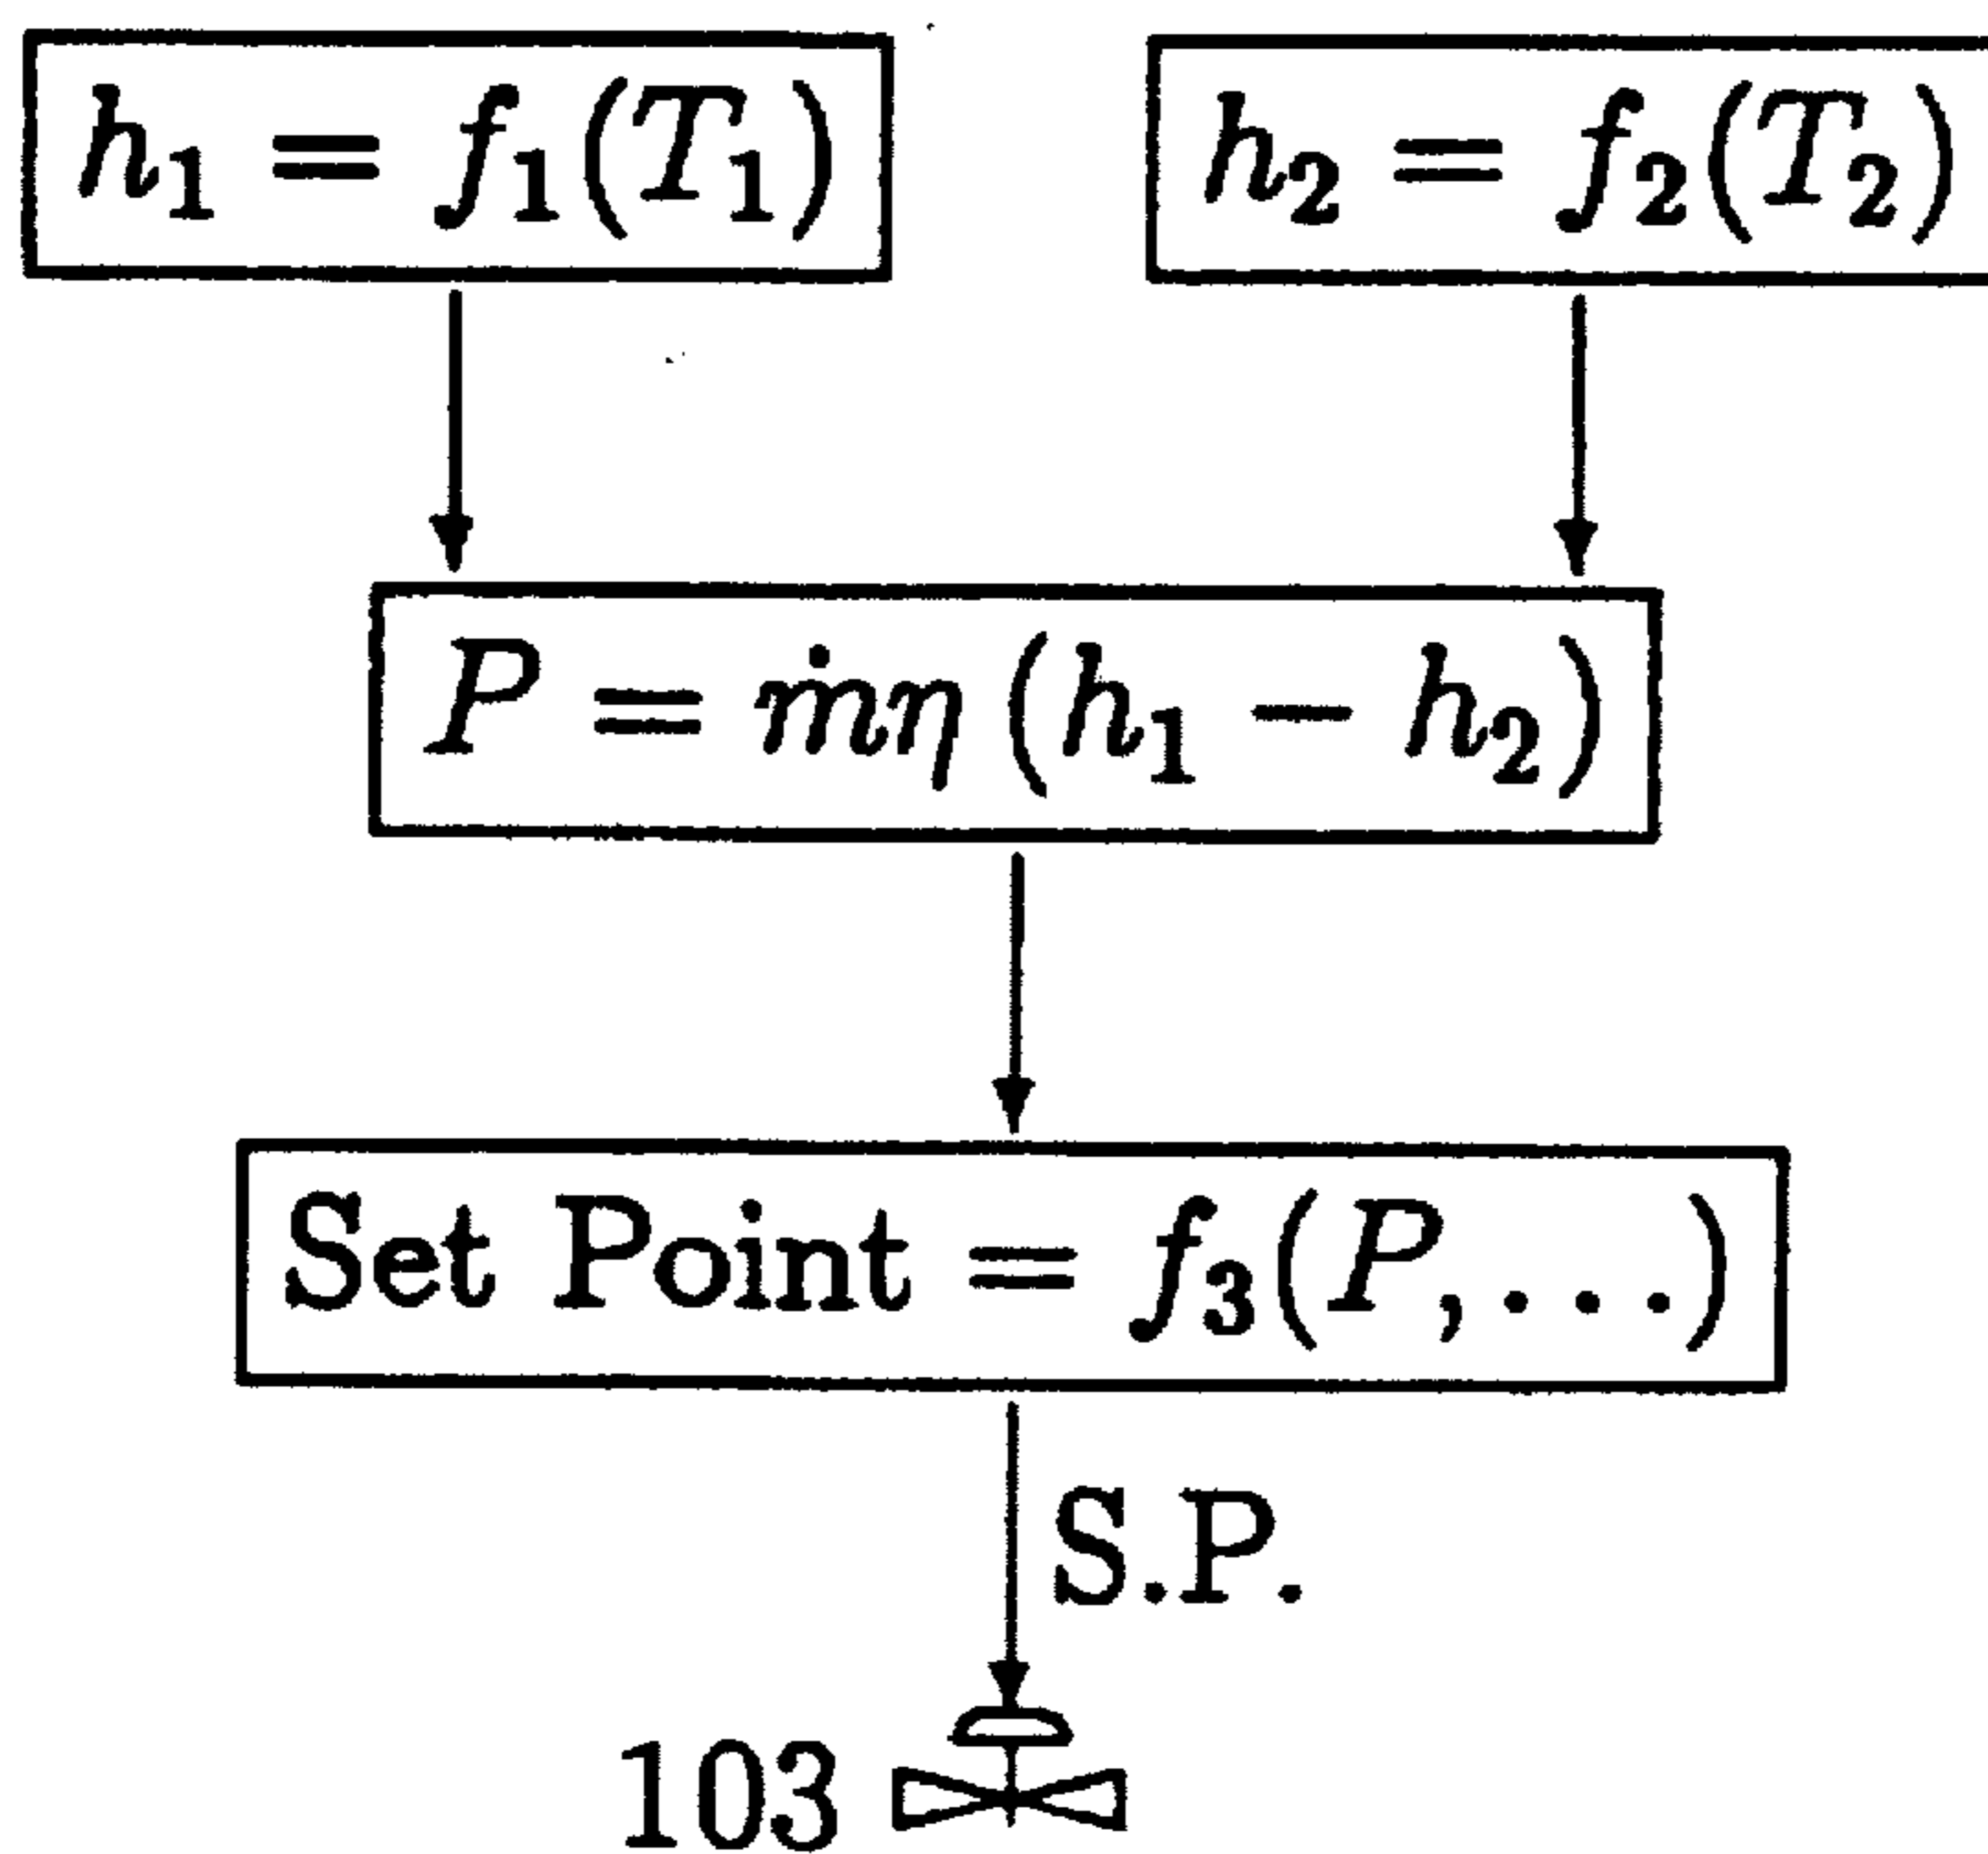 h₁ = f₁(T₁)
h₂ = f₂(T₂)
P = ṁη (h₁ − h₂)
Set Point = f₃(P, . . .)
S.P.
103